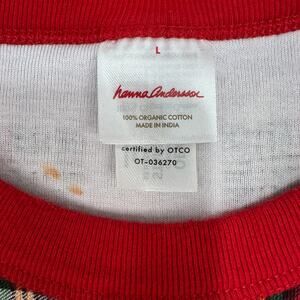 L
hanna andersson
100% ORGANIC COTTON
MADE IN INDIA
certified by OTCO
OT-036270